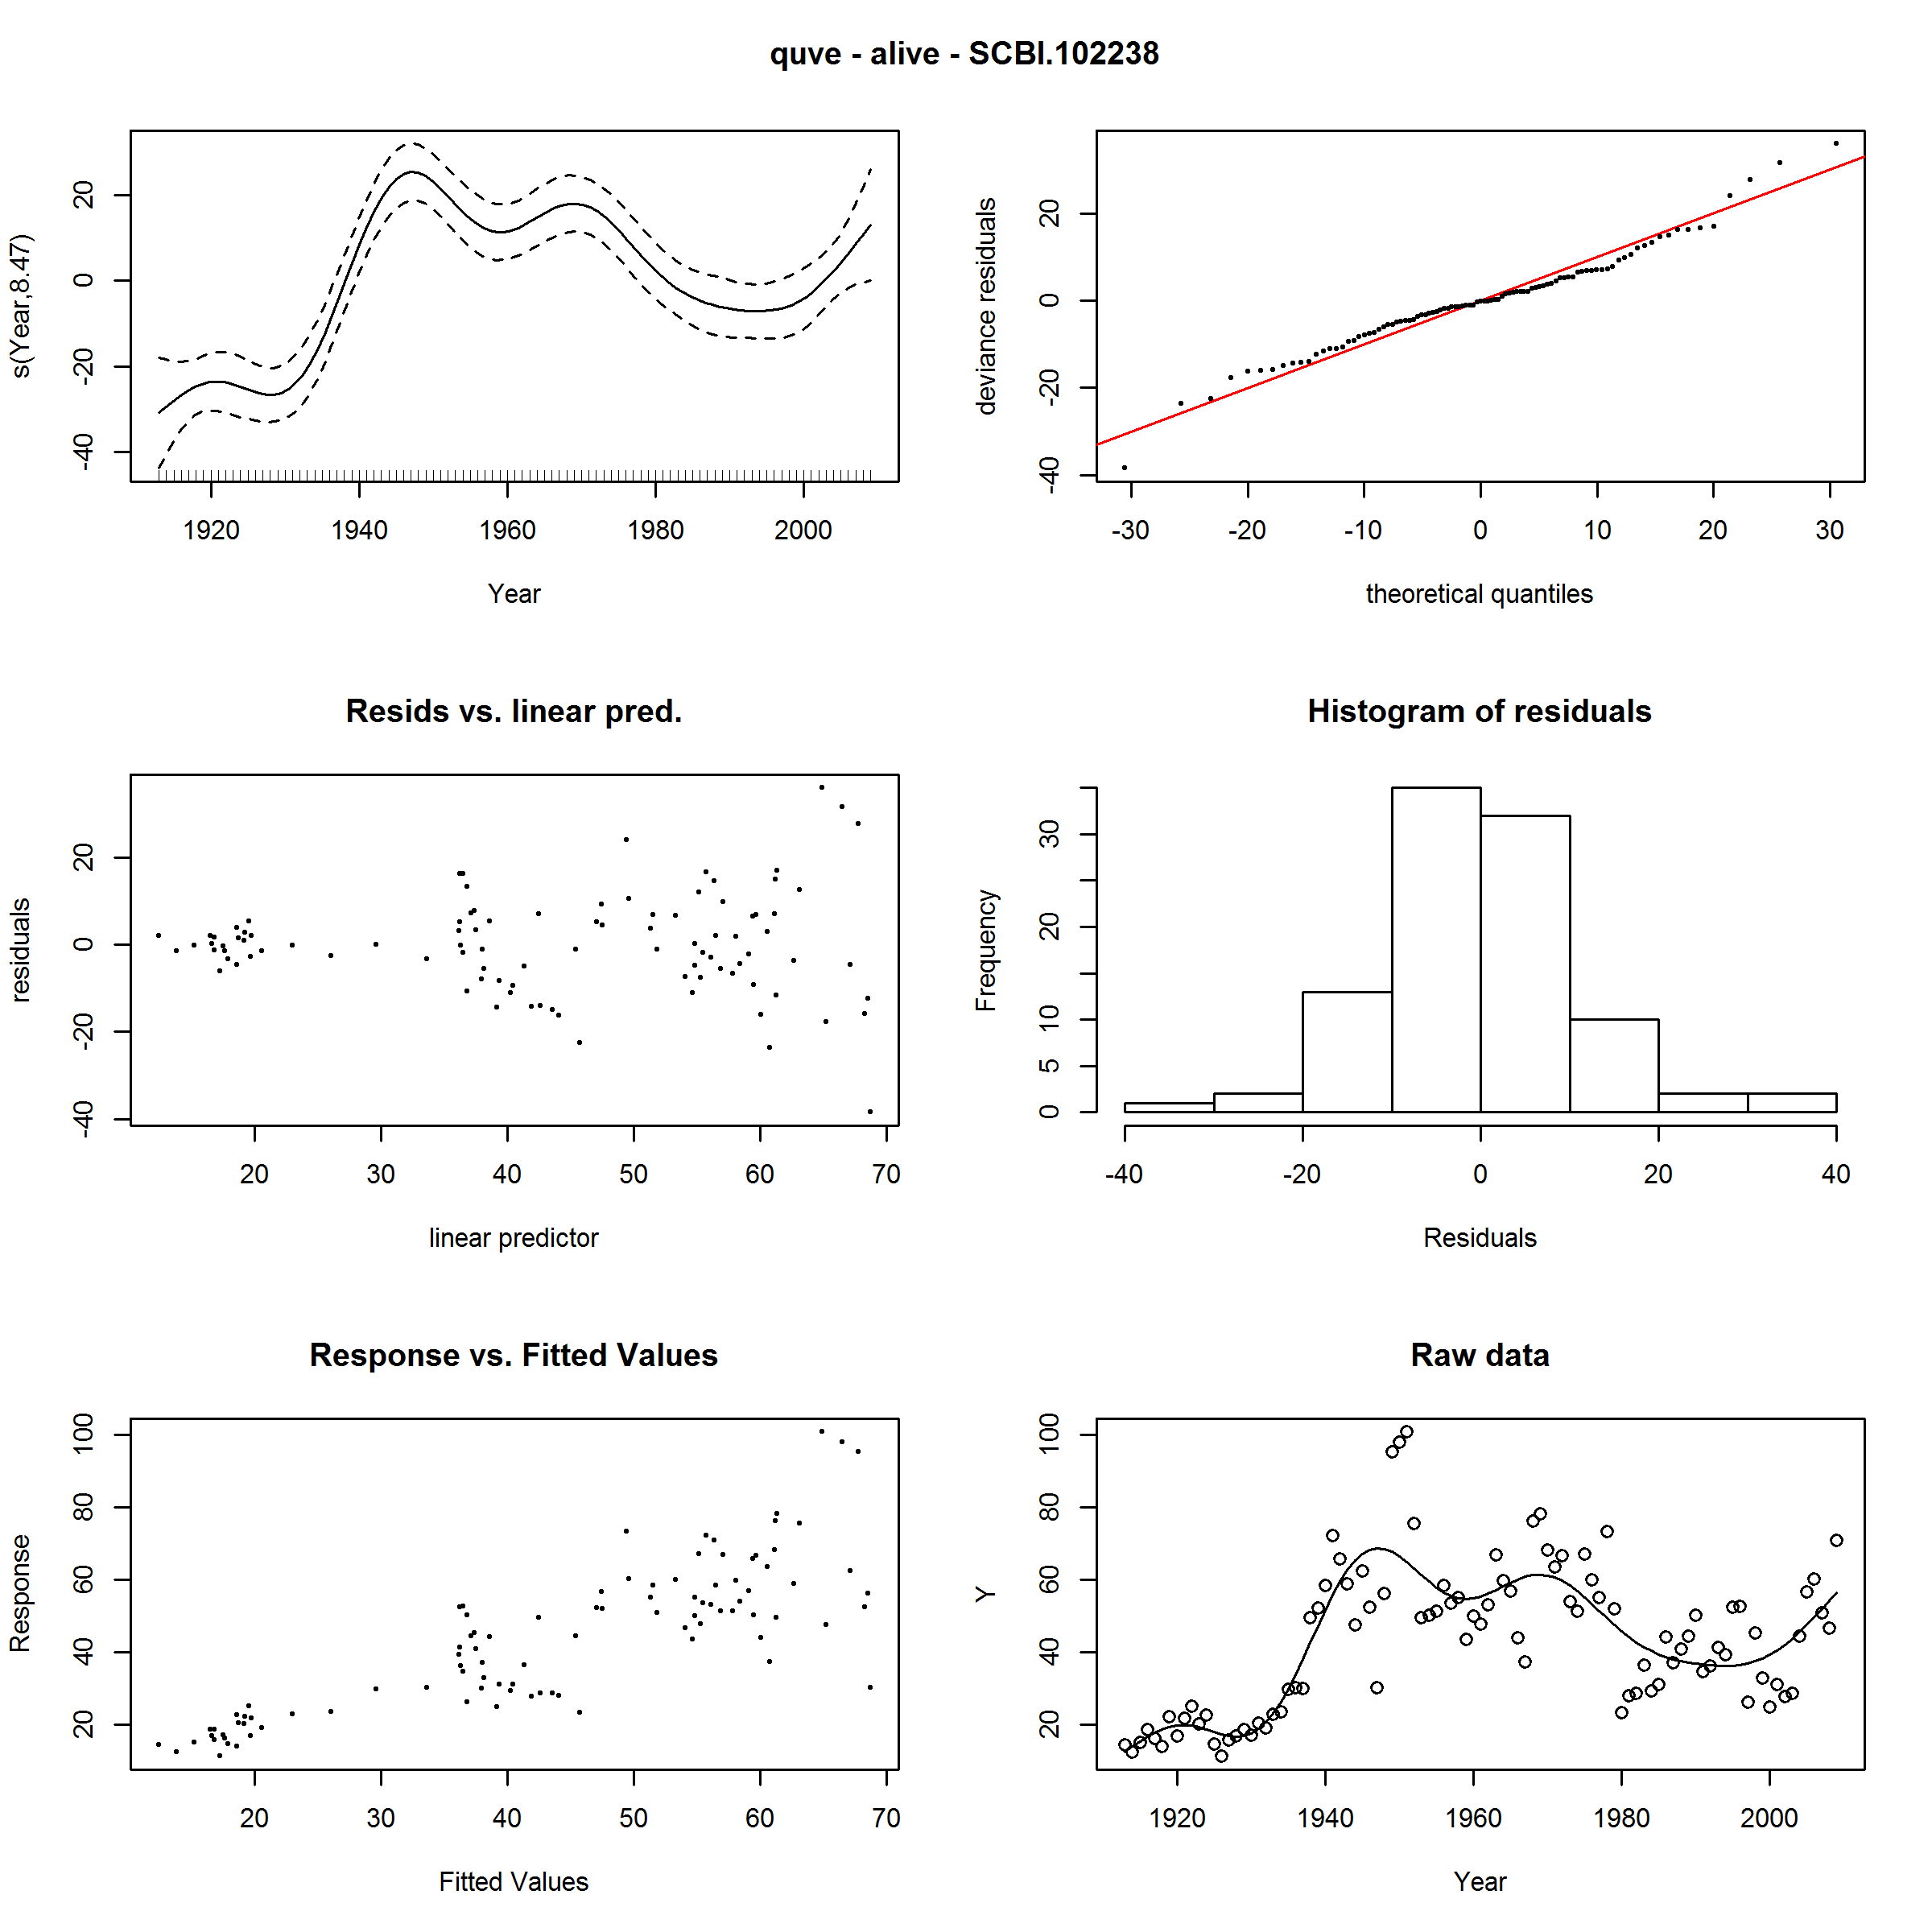 quve - alive - SCBI.102238
s(Year,8.47)
20
0
-20
-40
1920 1940 1960 1980 2000
Year
deviance residuals
20
0
-20
-40
-30 -20 -10 0 10 20 30
theoretical quantiles
Resids vs. linear pred.
residuals
20
0
-20
-40
20 30 40 50 60 70
linear predictor
Histogram of residuals
Frequency
30
20
10
5
0
-40 -20 0 20 40
Residuals
Response vs. Fitted Values
Response
100
80
60
40
20
20 30 40 50 60 70
Fitted Values
Raw data
Y
100
80
60
40
20
1920 1940 1960 1980 2000
Year